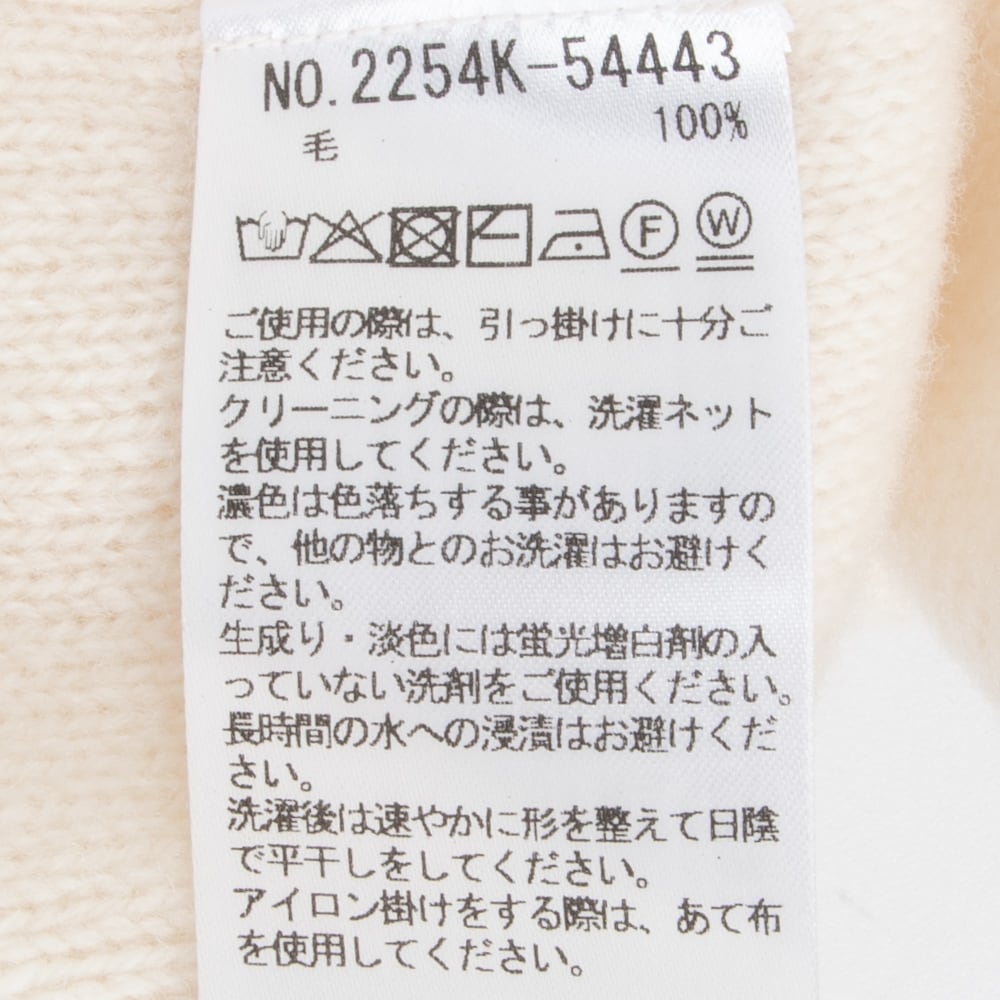 NO.2254K-54443
毛 100%
F W
ご使用の際は、引っ掛けに十分ご
注意ください。
クリーニングの際は、洗濯ネット
を使用してください。
濃色は色落ちする事がありますの
で、他の物とのお洗濯はお避けく
ださい。
生成り・淡色には蛍光増白剤の入
っていない洗剤をご使用ください。
長時間の水への浸漬はお避けくだ
さい。
洗濯後は速やかに形を整えて日陰
で平干しをしてください。
アイロン掛けをする際は、あて布
を使用してください。